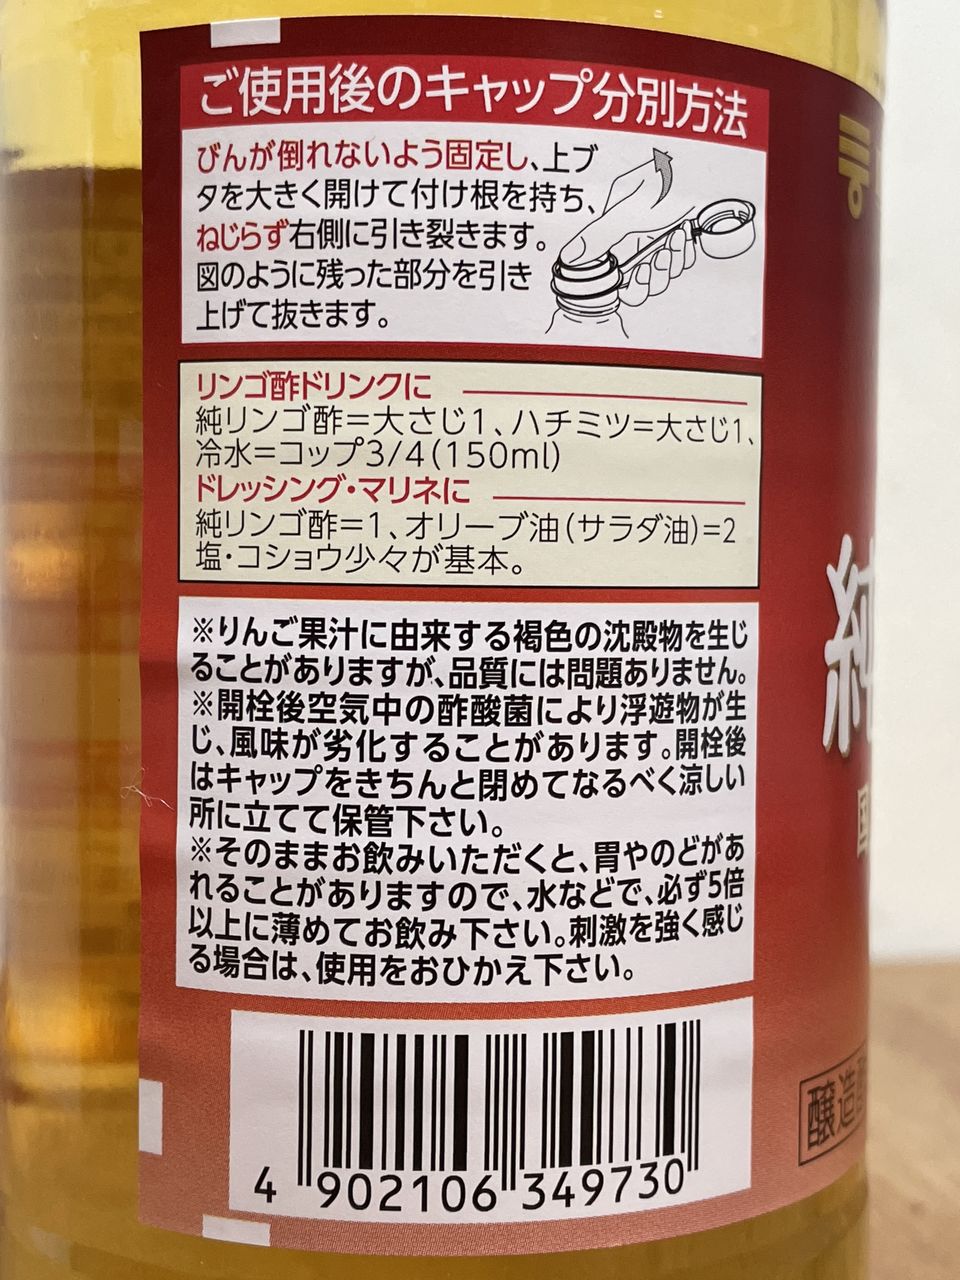 ご使用後のキャップ分別方法
びんが倒れないよう固定し、上ブ
タを大きく開けて付け根を持ち、
ねじらず右側に引き裂きます。
図のように残った部分を引き
上げて抜きます。
リンゴ酢ドリンクに
純リンゴ酢=大さじ1、ハチミツ=大さじ1、
冷水=コップ3/4(150ml)
ドレッシング・マリネに
純リンゴ酢=1、オリーブ油(サラダ油)=2
塩・コショウ少々が基本。
※りんご果汁に由来する褐色の沈殿物を生じ
ることがありますが、品質には問題ありません。
※開栓後空気中の酢酸菌により浮遊物が生
じ、風味が劣化することがあります。開栓後
はキャップをきちんと閉めてなるべく涼しい
所に立てて保管下さい。
※そのままお飲みいただくと、胃やのどがあ
れることがありますので、水などで、必ず5倍
以上に薄めてお飲み下さい。刺激を強く感じ
る場合は、使用をおひかえ下さい。
4 902106 349730
純
醸造